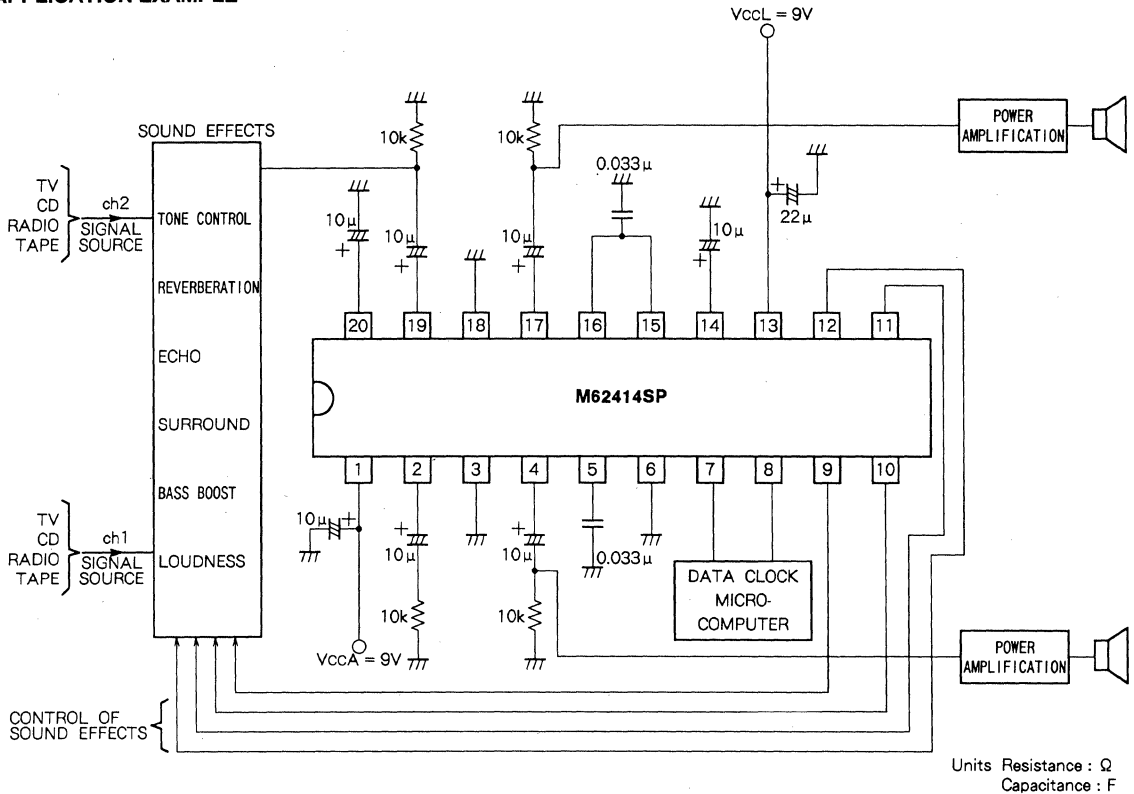 APPLICATION EXAMPLE
VCCL = 9V
SOUND EFFECTS
10k
10k
0.033μ
POWER
AMPLIFICATION
TV
CD
RADIO
TAPE
ch2
SIGNAL
SOURCE
TONE CONTROL
REVERBERATION
ECHO
SURROUND
BASS BOOST
LOUDNESS
10μ
+
10μ
+
10μ
+
10μ
+
+
22μ
20 19 18 17 16 15 14 13 12 11
M62414SP
1 2 3 4 5 6 7 8 9 10
TV
CD
RADIO
TAPE
ch1
SIGNAL
SOURCE
10μ +
+
10μ
+
10μ
0.033μ
10k
10k
VCCA = 9V
DATA CLOCK
MICRO-
COMPUTER
POWER
AMPLIFICATION
CONTROL OF
SOUND EFFECTS
Units Resistance : Ω
Capacitance : F